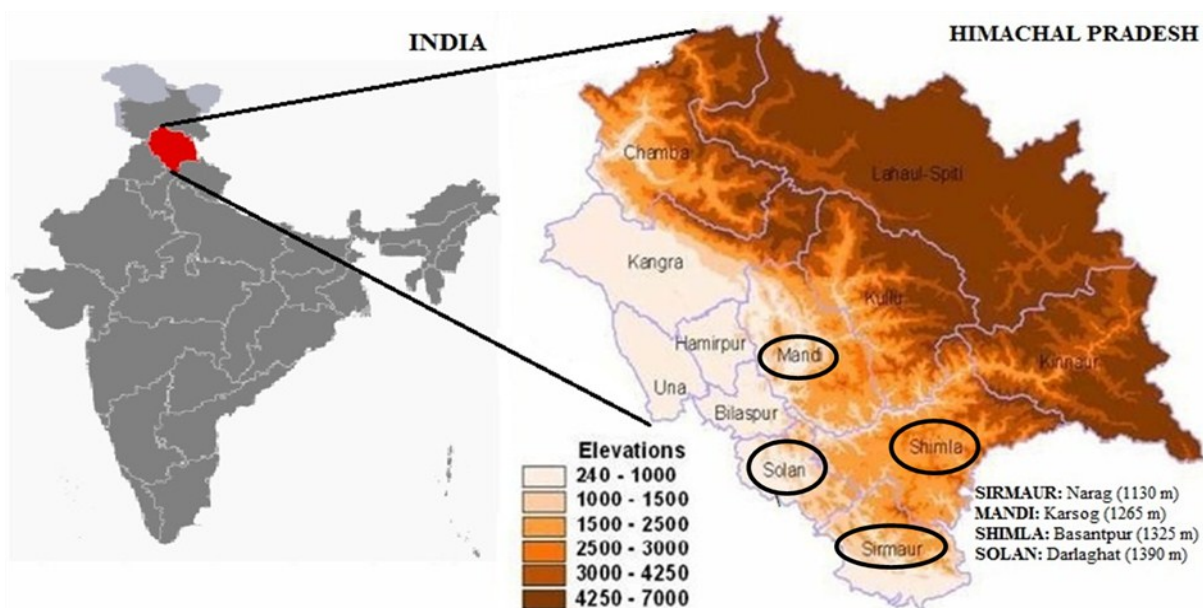 INDIA
HIMACHAL PRADESH
Chamba
Lahaul-Spiti
Kangra
Kullu
Hamirpur
Mandi
Kinnaur
Una
Bilaspur
Shimla
Solan
Sirmaur
Elevations
240 - 1000
1000 - 1500
1500 - 2500
2500 - 3000
3000 - 4250
4250 - 7000
SIRMAUR: Narag (1130 m)
MANDI: Karsog (1265 m)
SHIMLA: Basantpur (1325 m)
SOLAN: Darlaghat (1390 m)